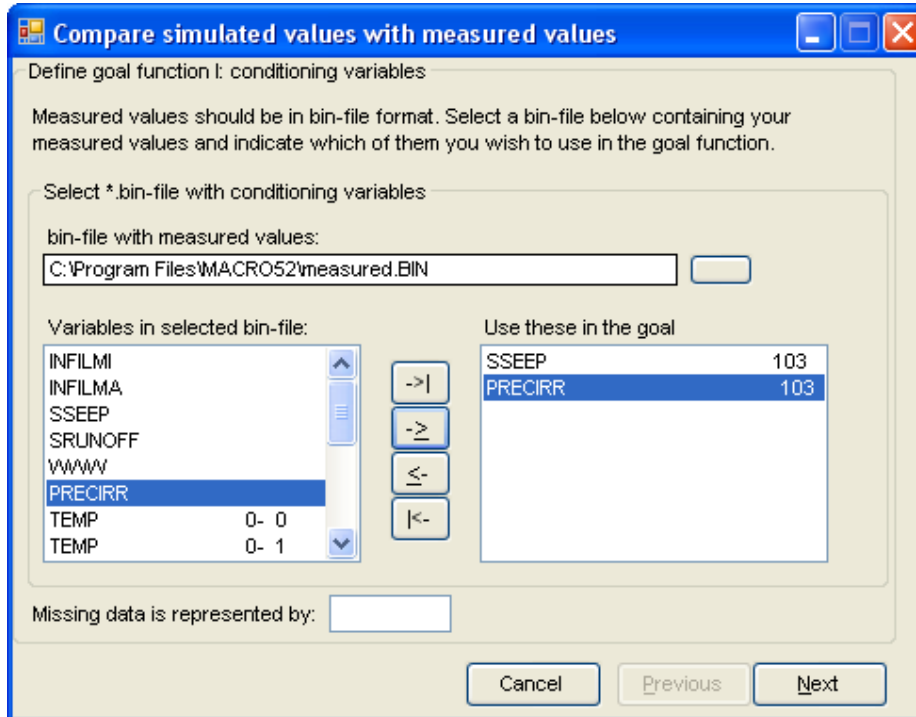 Compare simulated values with measured values
Define goal function I: conditioning variables
Measured values should be in bin-file format. Select a bin-file below containing your
measured values and indicate which of them you wish to use in the goal function.
Select *.bin-file with conditioning variables
bin-file with measured values:
C:\Program Files\MACRO52\measured.BIN
Variables in selected bin-file:
INFILMI
INFILMA
SSEEP
SRUNOFF
WWW
PRECIRR
TEMP 0- 0
TEMP 0- 1
->|
->
<-
|<-
Use these in the goal
SSEEP 103
PRECIRR 103
Missing data is represented by:
Cancel Previous Next